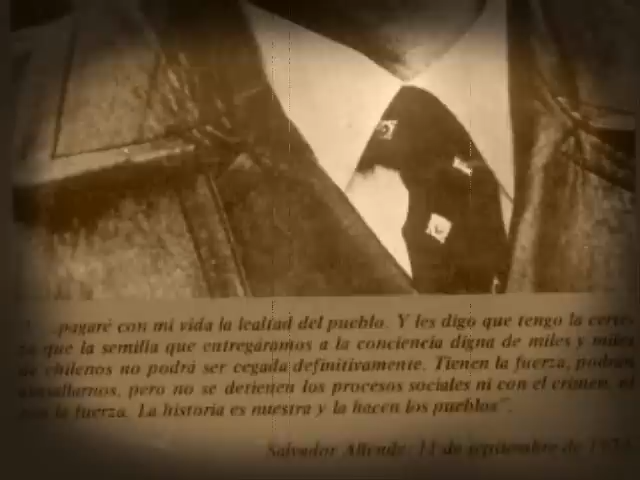 ...pagaré con mi vida la lealtad del pueblo. Y les digo que tengo la certe-
que la semilla que entregáramos a la conciencia digna de miles y miles
de chilenos no podrá ser cegada definitivamente. Tienen la fuerza, podrán
avasallarnos, pero no se detienen los procesos sociales ni con el crimen, ni
con la fuerza. La historia es nuestra y la hacen los pueblos".
Salvador Allende, 11 de septiembre de 1973